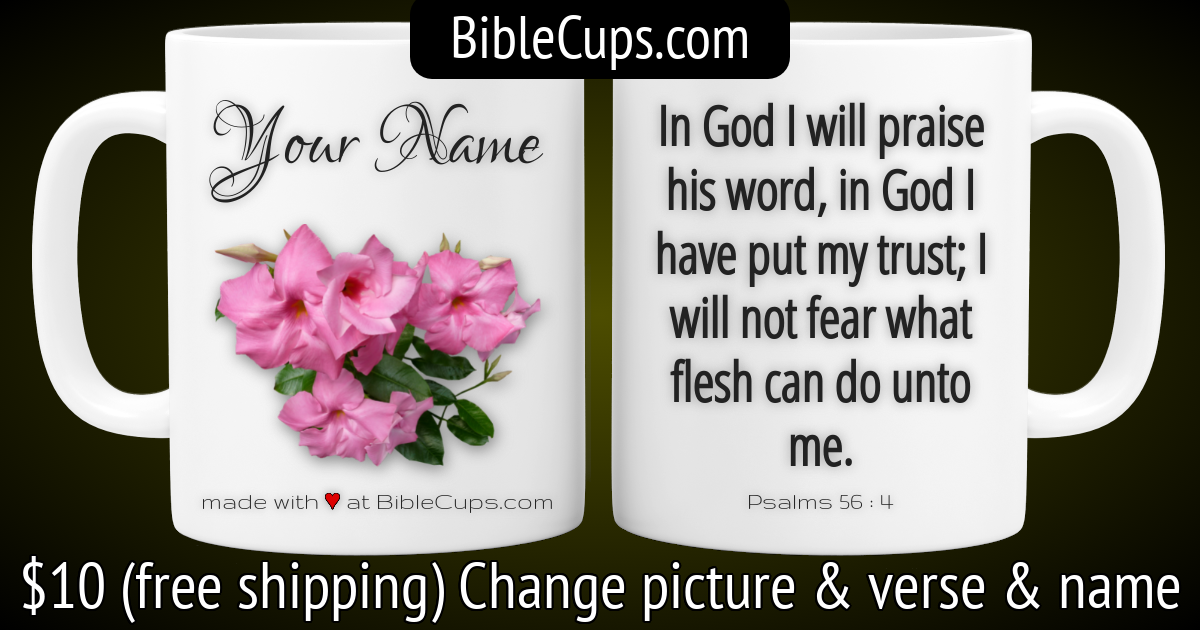 BibleCups.com
Your Name
made with ♥ at BibleCups.com
In God I will praise
his word, in God I
have put my trust; I
will not fear what
flesh can do unto
me.
Psalms 56 : 4
$10 (free shipping) Change picture & verse & name